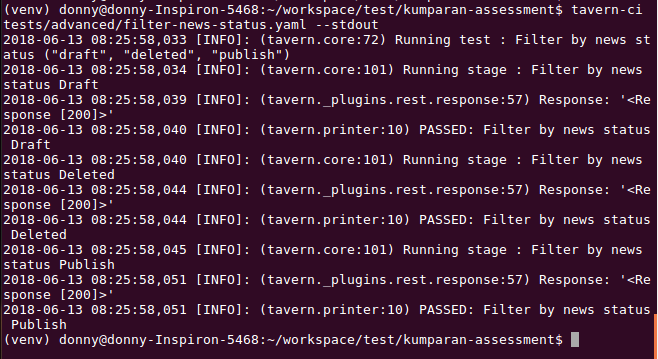 (venv) donny@donny-Inspiron-5468:~/workspace/test/kumparan-assessment$ tavern-ci
tests/advanced/filter-news-status.yaml --stdout
2018-06-13 08:25:58,033 [INFO]: (tavern.core:72) Running test : Filter by news st
atus ("draft", "deleted", "publish")
2018-06-13 08:25:58,034 [INFO]: (tavern.core:101) Running stage : Filter by news
status Draft
2018-06-13 08:25:58,039 [INFO]: (tavern._plugins.rest.response:57) Response: '<Re
sponse [200]>'
2018-06-13 08:25:58,040 [INFO]: (tavern.printer:10) PASSED: Filter by news status
 Draft
2018-06-13 08:25:58,040 [INFO]: (tavern.core:101) Running stage : Filter by news
status Deleted
2018-06-13 08:25:58,044 [INFO]: (tavern._plugins.rest.response:57) Response: '<Re
sponse [200]>'
2018-06-13 08:25:58,044 [INFO]: (tavern.printer:10) PASSED: Filter by news status
 Deleted
2018-06-13 08:25:58,045 [INFO]: (tavern.core:101) Running stage : Filter by news
status Publish
2018-06-13 08:25:58,051 [INFO]: (tavern._plugins.rest.response:57) Response: '<Re
sponse [200]>'
2018-06-13 08:25:58,051 [INFO]: (tavern.printer:10) PASSED: Filter by news status
 Publish
(venv) donny@donny-Inspiron-5468:~/workspace/test/kumparan-assessment$